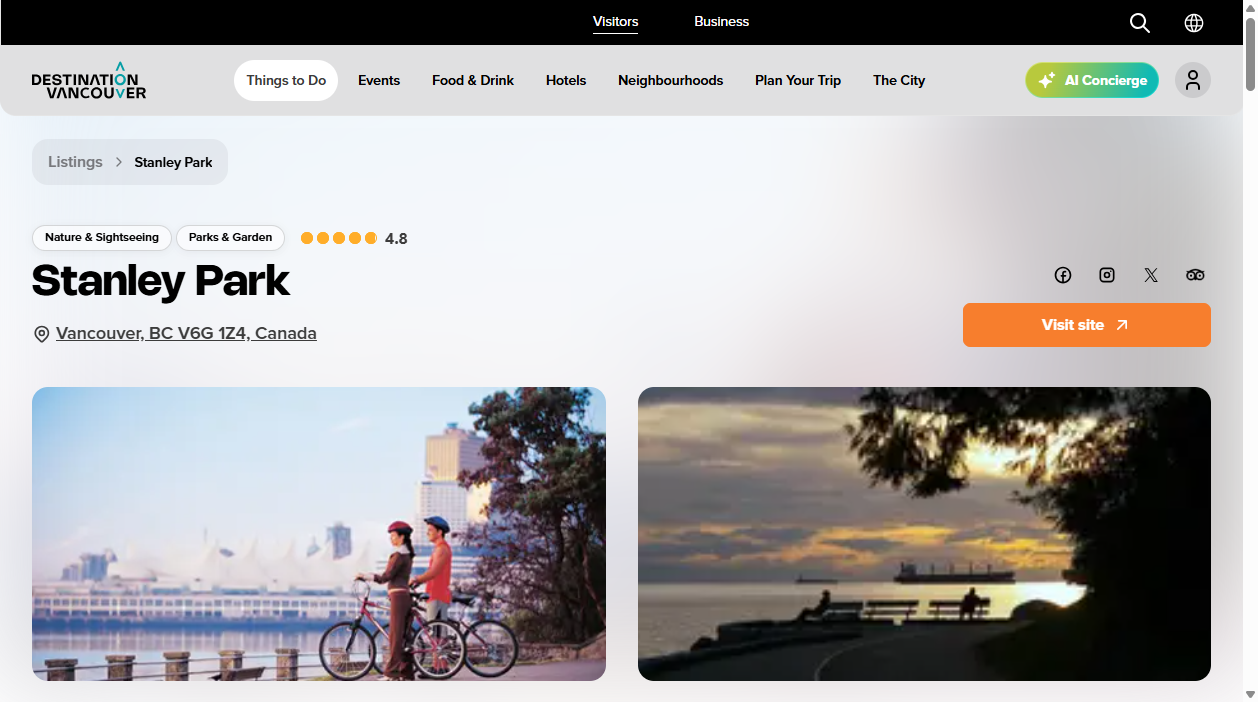 Visitors
Business
DESTINATION
VANCOUVER
Things to Do
Events
Food & Drink
Hotels
Neighbourhoods
Plan Your Trip
The City
AI Concierge
Listings
Stanley Park
Nature & Sightseeing
Parks & Garden
4.8
Stanley Park
Vancouver, BC V6G 1Z4, Canada
Visit site